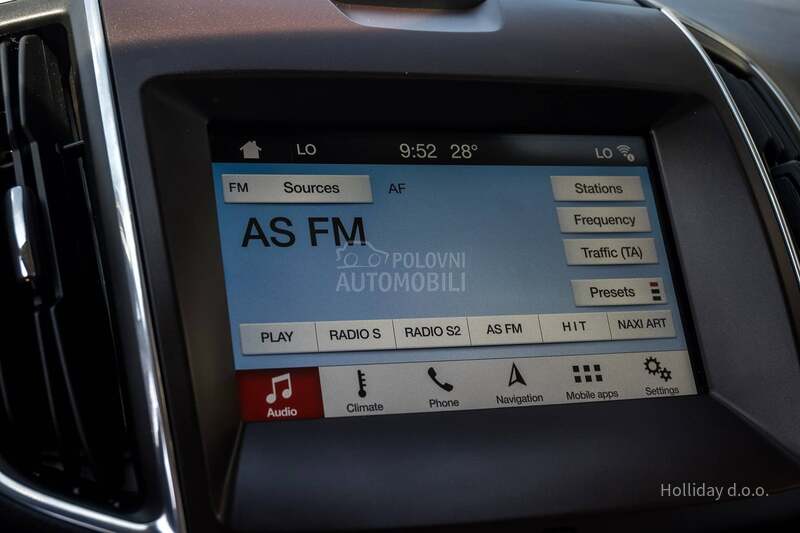 LO 9:52 28° LO
FM Sources AF Stations
AS FM Frequency
Traffic (TA)
POLOVNI
AUTOMOBILI
Presets
PLAY RADIO S RADIO S2 AS FM HIT NAXI ART
Audio Climate Phone Navigation Mobile apps Settings
Holliday d.o.o.